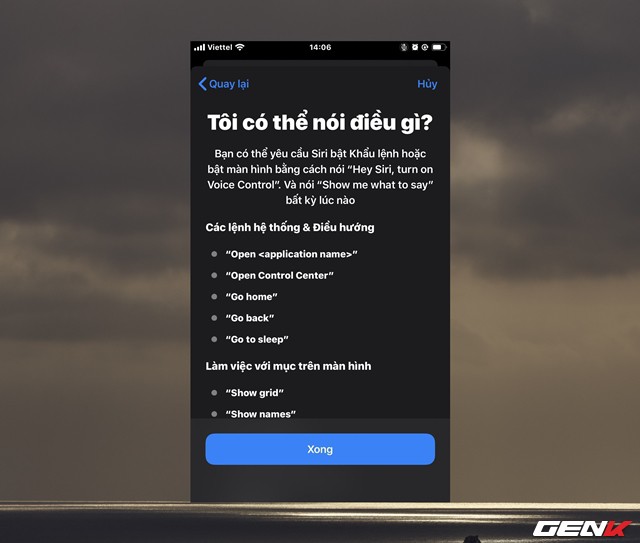 Viettel 14:06
Quay lại Hủy
Tôi có thể nói điều gì?
Bạn có thể yêu cầu Siri bật Khẩu lệnh hoặc
bật màn hình bằng cách nói “Hey Siri, turn on
Voice Control”. Và nói “Show me what to say”
bất kỳ lúc nào
Các lệnh hệ thống & Điều hướng
“Open <application name>”
“Open Control Center”
“Go home”
“Go back”
“Go to sleep”
Làm việc với mục trên màn hình
“Show grid”
“Show names”
Xong
GENK